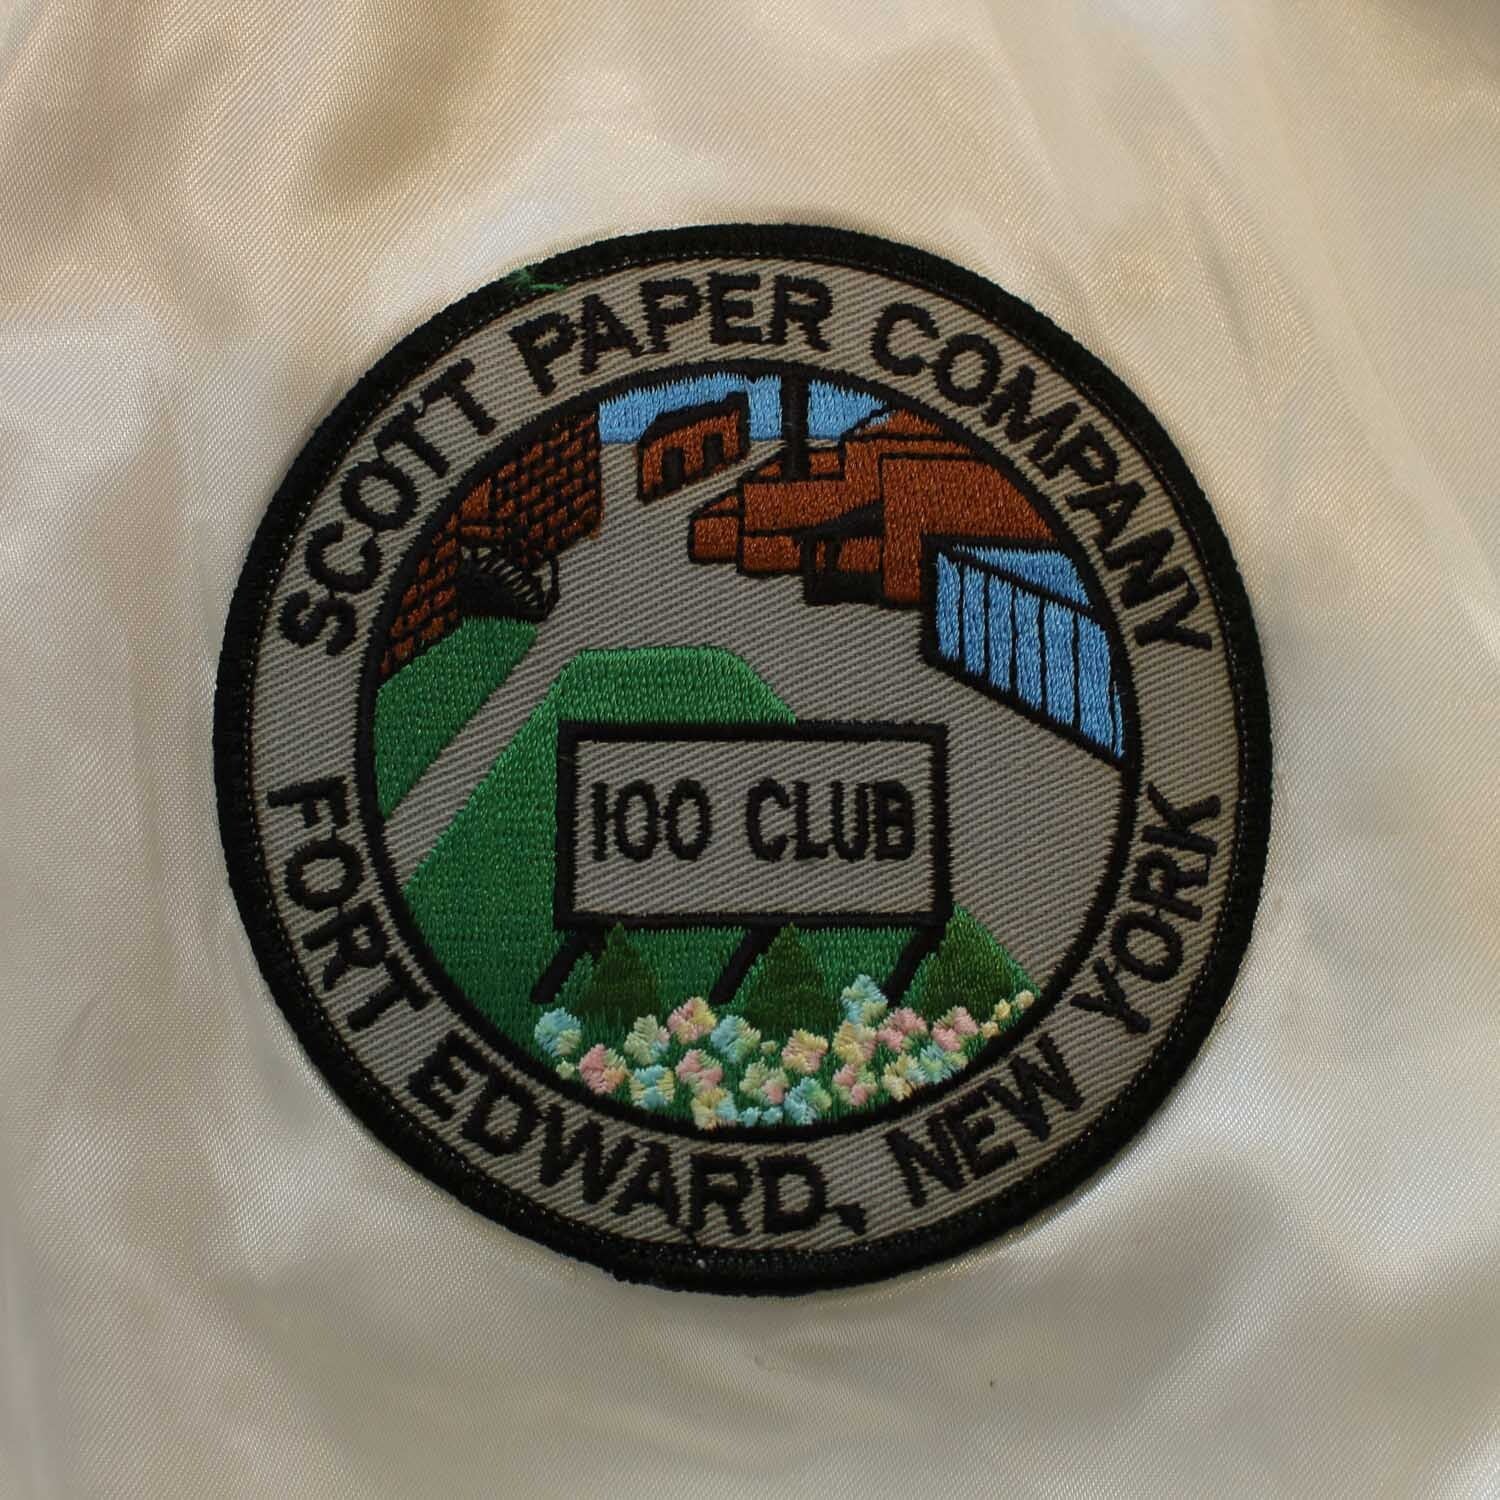 SCOTT PAPER COMPANY
100 CLUB
FORT EDWARD, NEW YORK